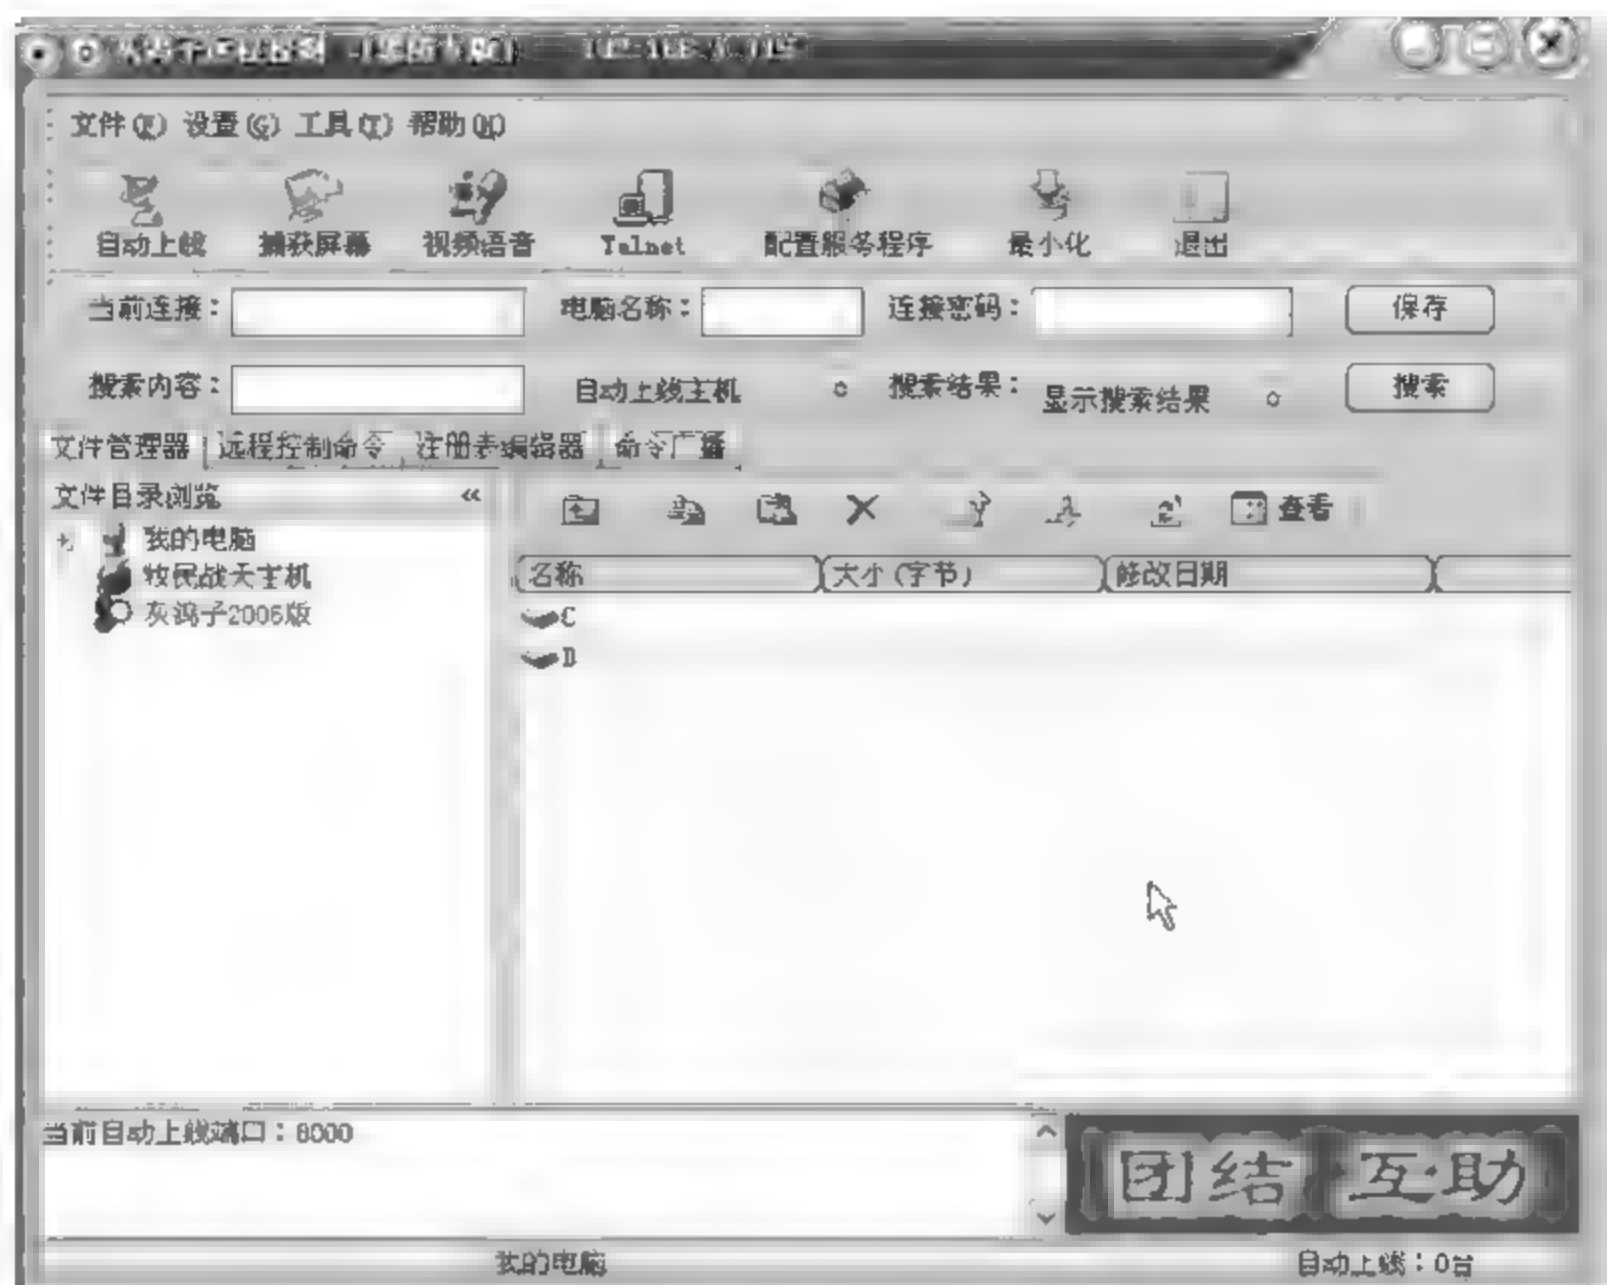 文件(F) 设置(G) 工具(T) 帮助(H)
自动上线 捕获屏幕 视频语音 Telnet 配置服务程序 最小化 退出
当前连接: 电脑名称: 连接密码: 保存
搜索内容: 自动上线主机 搜索结果: 显示搜索结果 搜索
文件管理器 远程控制命令 注册表编辑器 命令广播
文件目录浏览 « 查看
我的电脑
牧民战天主机
灰鸽子2006版
名称 大小(字节) 修改日期
C
D
当前自动上线端口:8000
团结 互助
我的电脑 自动上线:0台